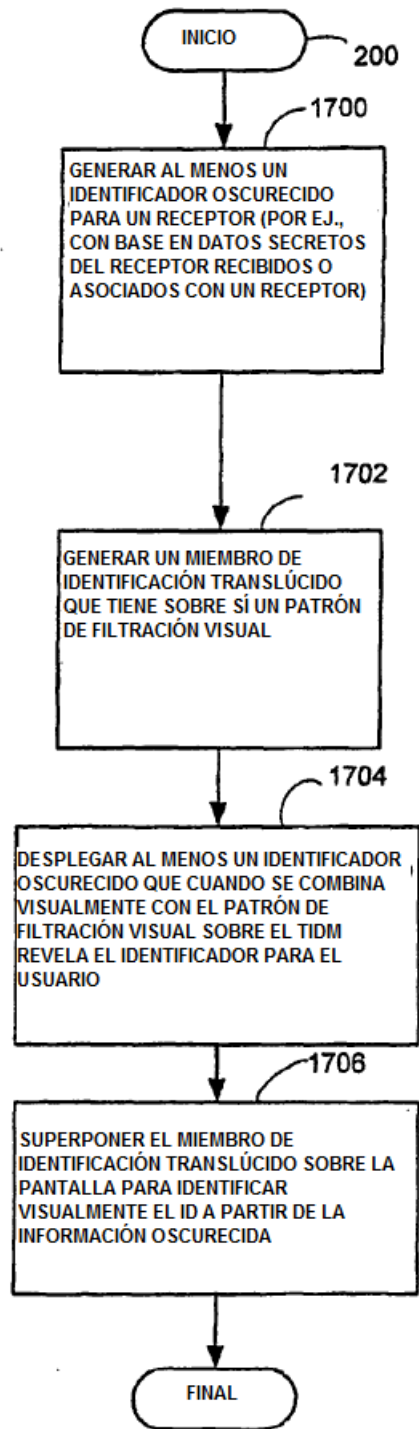 INICIO
200
1700
GENERAR AL MENOS UN
IDENTIFICADOR OSCURECIDO
PARA UN RECEPTOR (POR EJ.,
CON BASE EN DATOS SECRETOS
DEL RECEPTOR RECIBIDOS O
ASOCIADOS CON UN RECEPTOR)
1702
GENERAR UN MIEMBRO DE
IDENTIFICACIÓN TRANSLÚCIDO
QUE TIENE SOBRE SÍ UN PATRÓN
DE FILTRACIÓN VISUAL
1704
DESPLEGAR AL MENOS UN IDENTIFICADOR
OSCURECIDO QUE CUANDO SE COMBINA
VISUALMENTE CON EL PATRÓN DE
FILTRACIÓN VISUAL SOBRE EL TIDM
REVELA EL IDENTIFICADOR PARA EL
USUARIO
1706
SUPERPONER EL MIEMBRO DE
IDENTIFICACIÓN TRANSLÚCIDO SOBRE LA
PANTALLA PARA IDENTIFICAR
VISUALMENTE EL ID A PARTIR DE LA
INFORMACIÓN OSCURECIDA
FINAL